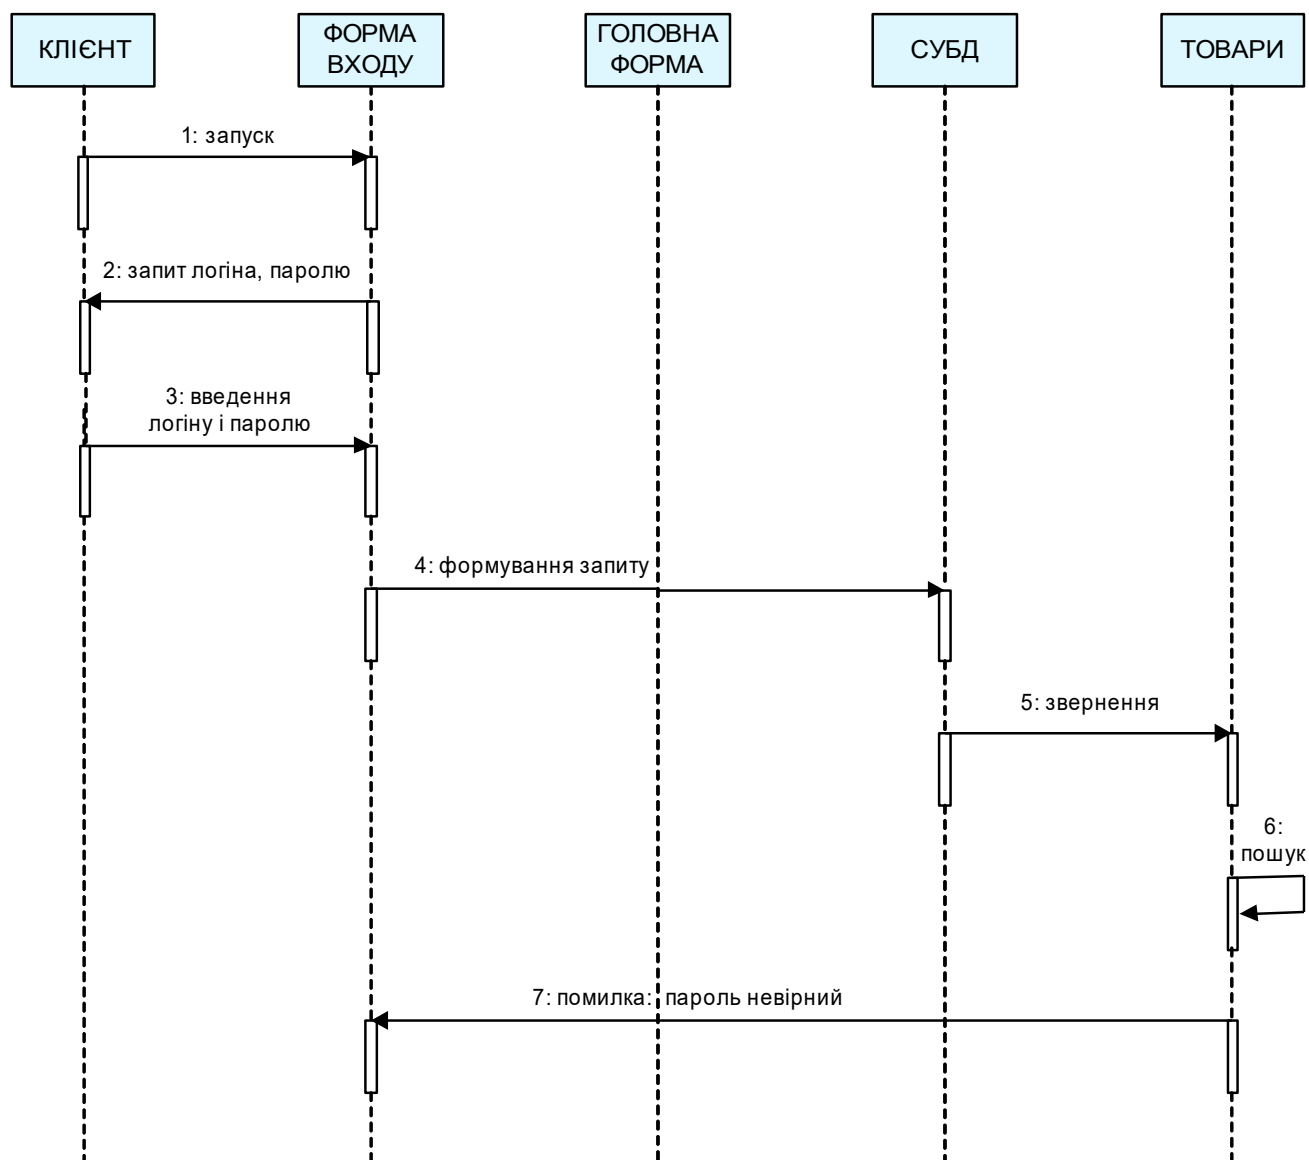 КЛІЄНТ
ФОРМА
ВХОДУ
ГОЛОВНА
ФОРМА
СУБД
ТОВАРИ
1: запуск
2: запит логіна, паролю
3: введення
логіну і паролю
4: формування запиту
5: звернення
6:
пошук
7: помилка: пароль невірний